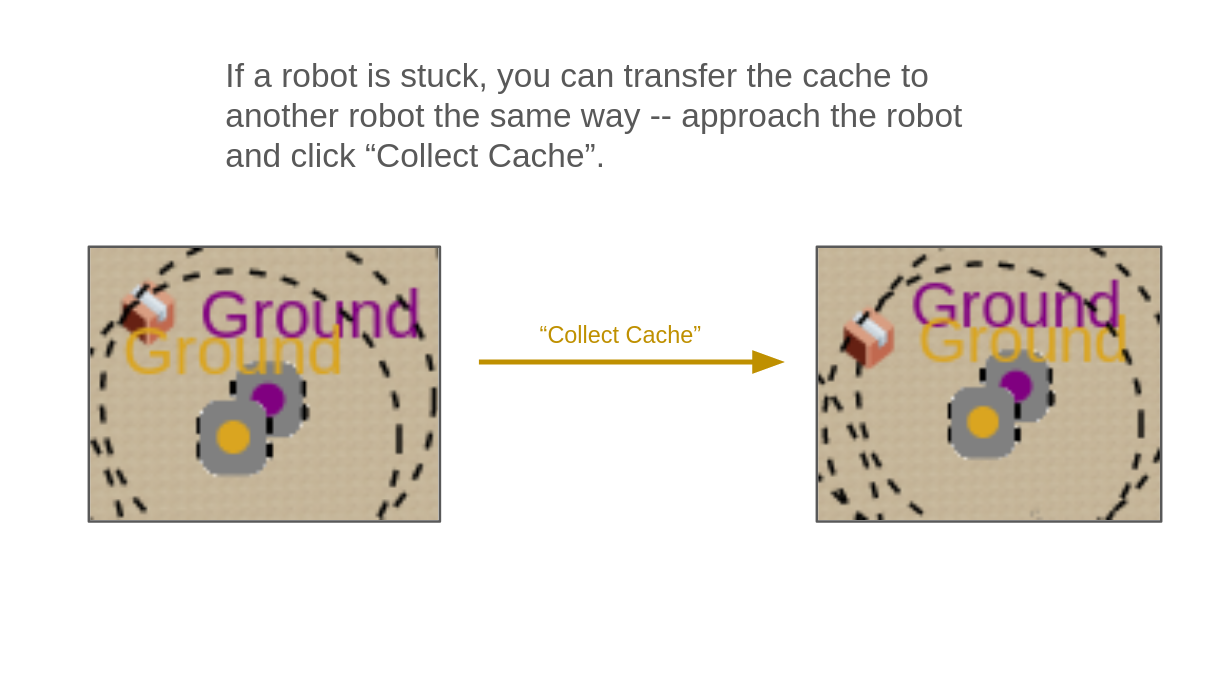 If a robot is stuck, you can transfer the cache to
another robot the same way -- approach the robot
and click “Collect Cache”.
Ground
Ground
“Collect Cache”
Ground
Ground